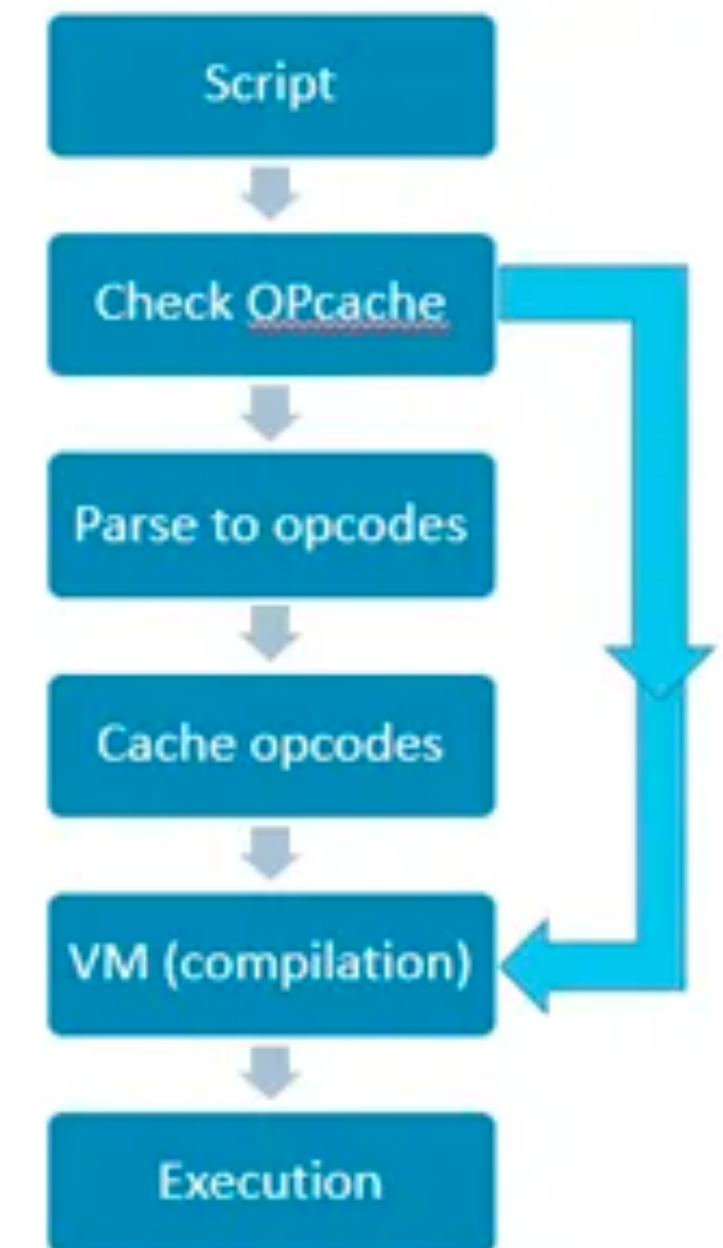 Script
Check OPcache
Parse to opcodes
Cache opcodes
VM (compilation)
Execution